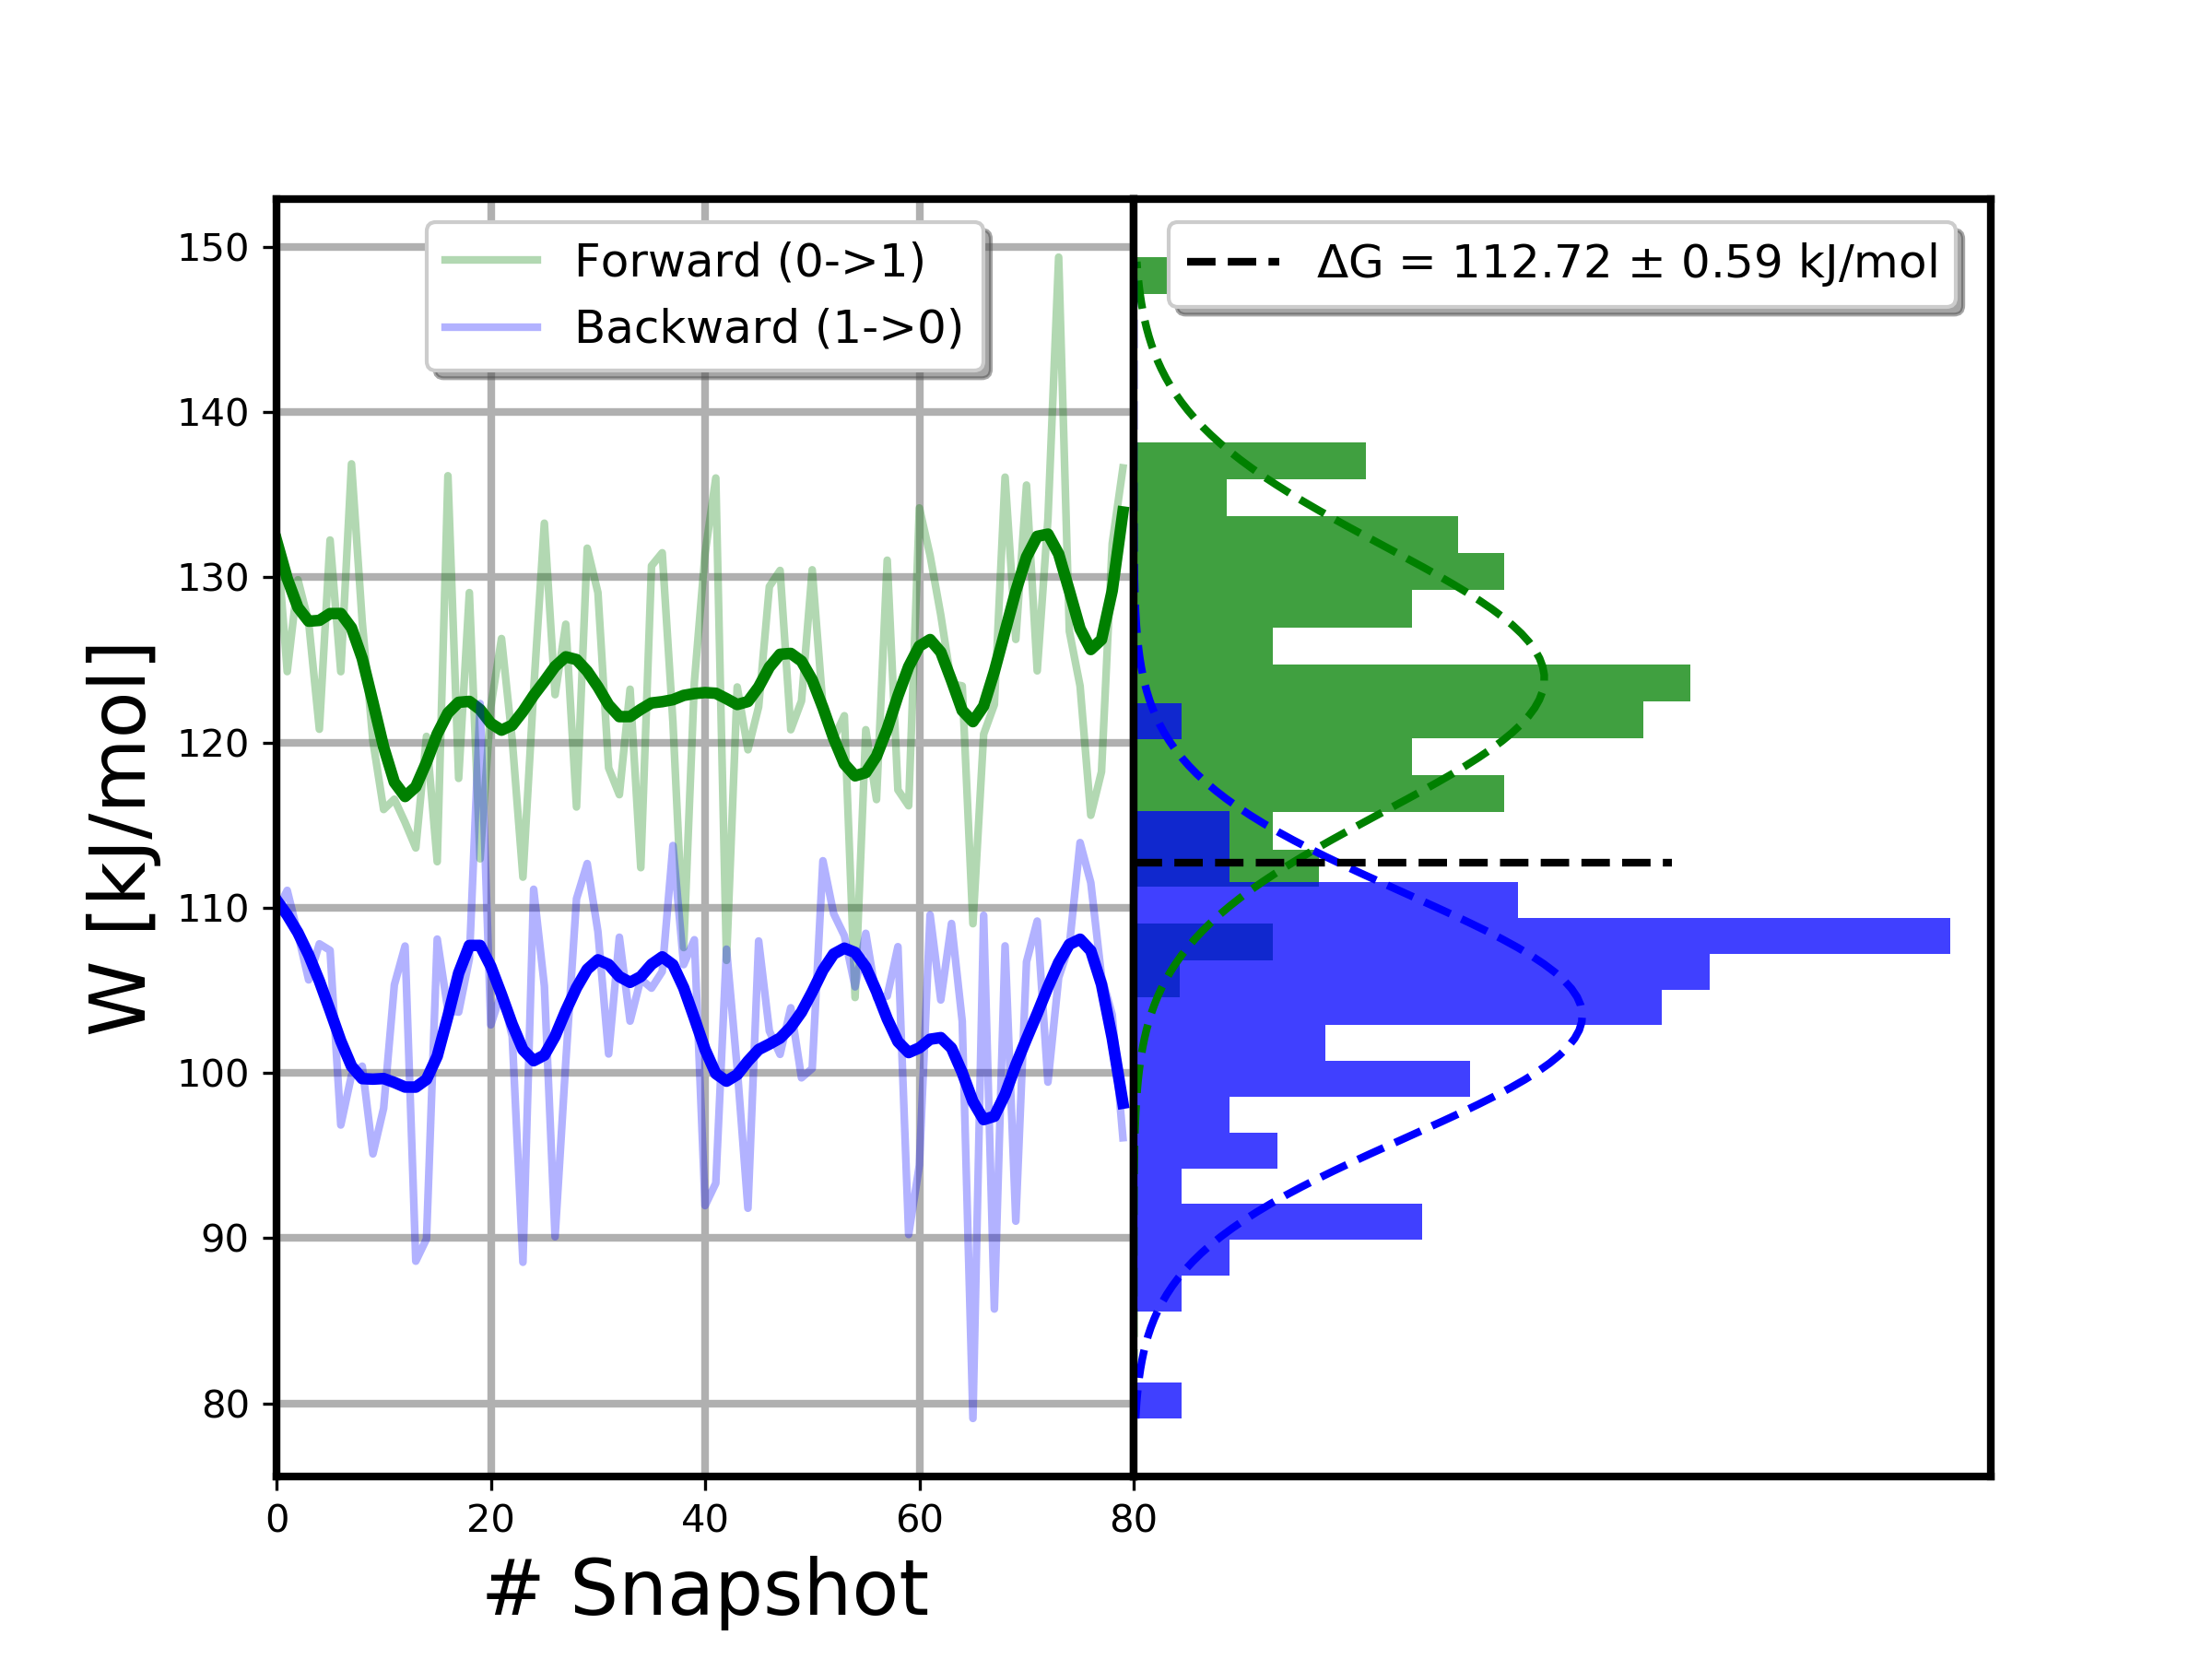 Forward (0->1)
Backward (1->0)
ΔG = 112.72 ± 0.59 kJ/mol
W [kJ/mol]
150
140
130
120
110
100
90
80
0 20 40 60 80
# Snapshot